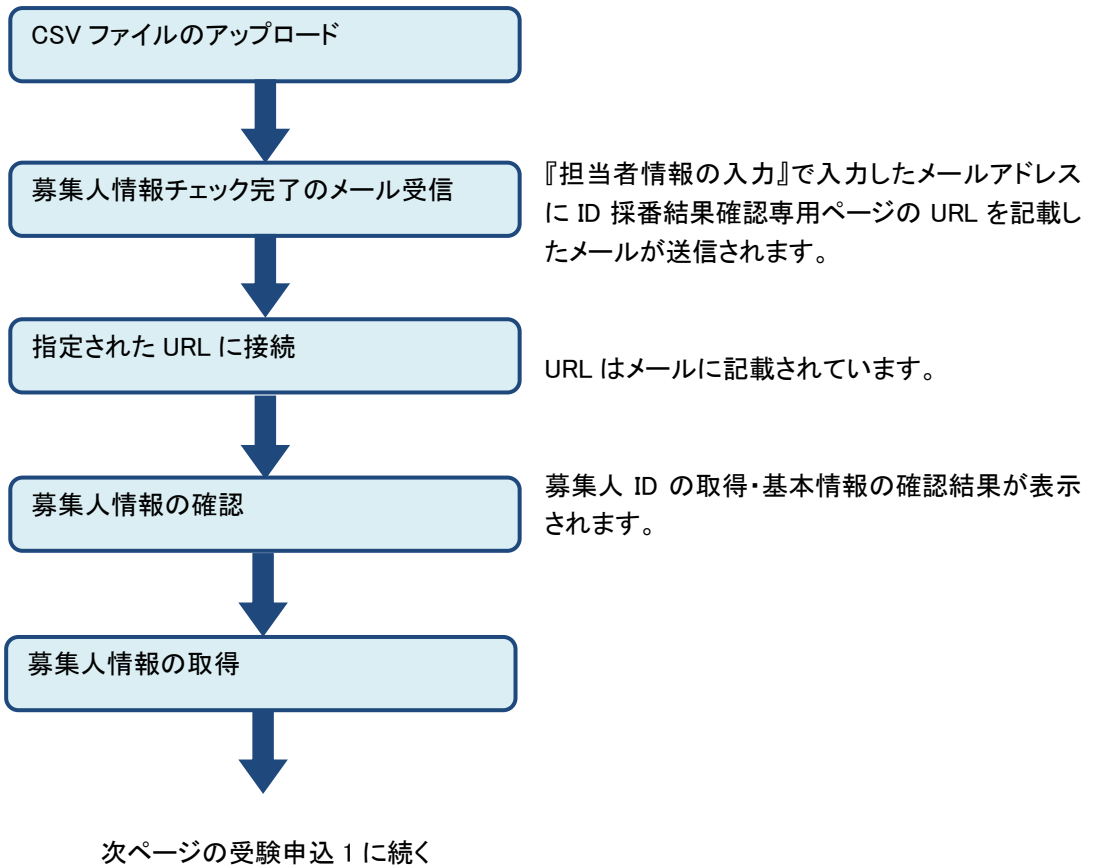 CSV ファイルのアップロード
募集人情報チェック完了のメール受信
『担当者情報の入力』で入力したメールアドレス
に ID 採番結果確認専用ページの URL を記載し
たメールが送信されます。
指定された URL に接続
URL はメールに記載されています。
募集人情報の確認
募集人 ID の取得・基本情報の確認結果が表示
されます。
募集人情報の取得
次ページの受験申込 1 に続く